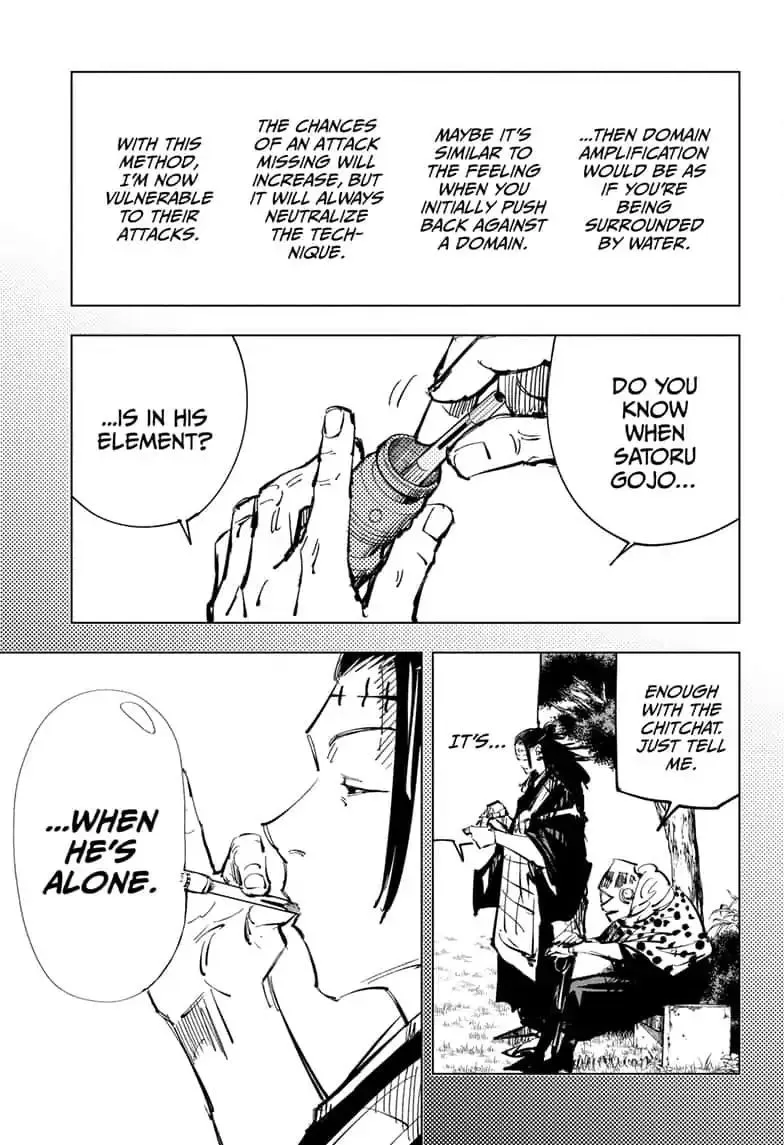 ...THEN DOMAIN
AMPLIFICATION
WOULD BE AS
IF YOU'RE
BEING
SURROUNDED
BY WATER.
MAYBE IT'S
SIMILAR TO
THE FEELING
WHEN YOU
INITIALLY PUSH
BACK AGAINST
A DOMAIN.
THE CHANCES
OF AN ATTACK
MISSING WILL
INCREASE, BUT
IT WILL ALWAYS
NEUTRALIZE
THE TECH-
NIQUE.
WITH THIS
METHOD,
I'M NOW
VULNERABLE
TO THEIR
ATTACKS.
DO YOU
KNOW
WHEN
SATORU
GOJO...
...IS IN HIS
ELEMENT?
ENOUGH
WITH THE
CHITCHAT.
JUST TELL
ME.
IT'S...
...WHEN
HE'S
ALONE.